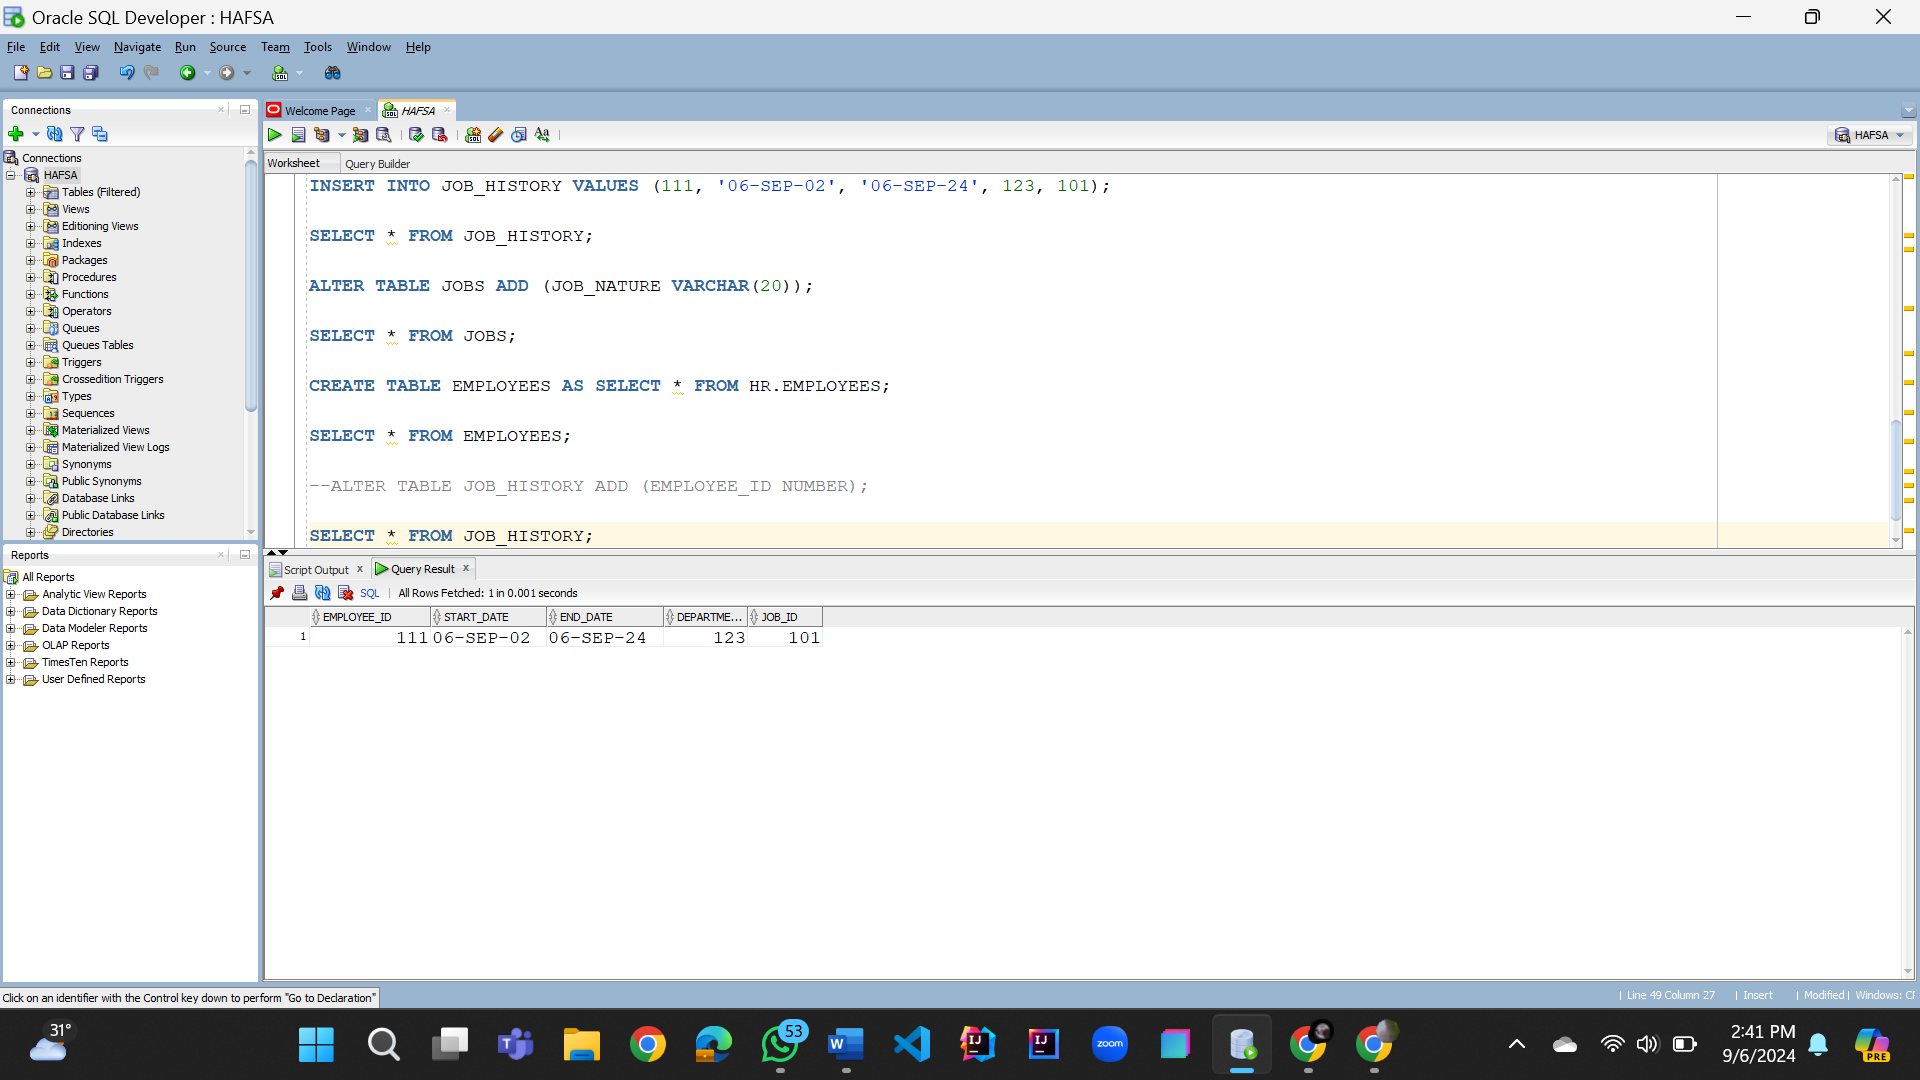 Oracle SQL Developer : HAFSA
File Edit View Navigate Run Source Team Tools Window Help
Connections
Welcome Page
HAFSA
HAFSA
Worksheet Query Builder
Connections
HAFSA
Tables (Filtered)
Views
Editioning Views
Indexes
Packages
Procedures
Functions
Operators
Queues
Queues Tables
Triggers
Crossedition Triggers
Types
Sequences
Materialized Views
Materialized View Logs
Synonyms
Public Synonyms
Database Links
Public Database Links
Directories
INSERT INTO JOB_HISTORY VALUES (111, '06-SEP-02', '06-SEP-24', 123, 101);
SELECT * FROM JOB_HISTORY;
ALTER TABLE JOBS ADD (JOB_NATURE VARCHAR(20));
SELECT * FROM JOBS;
CREATE TABLE EMPLOYEES AS SELECT * FROM HR.EMPLOYEES;
SELECT * FROM EMPLOYEES;
--ALTER TABLE JOB_HISTORY ADD (EMPLOYEE_ID NUMBER);
SELECT * FROM JOB_HISTORY;
Reports
All Reports
Analytic View Reports
Data Dictionary Reports
Data Modeler Reports
OLAP Reports
TimesTen Reports
User Defined Reports
Script Output x Query Result x
SQL | All Rows Fetched: 1 in 0.001 seconds
EMPLOYEE_ID START_DATE END_DATE DEPARTME... JOB_ID
1 111 06-SEP-02 06-SEP-24 123 101
Click on an identifier with the Control key down to perform "Go to Declaration"
| Line 49 Column 27 | Insert | Modified | Windows: CF
31°
53
zoom
2:41 PM
9/6/2024
PRE